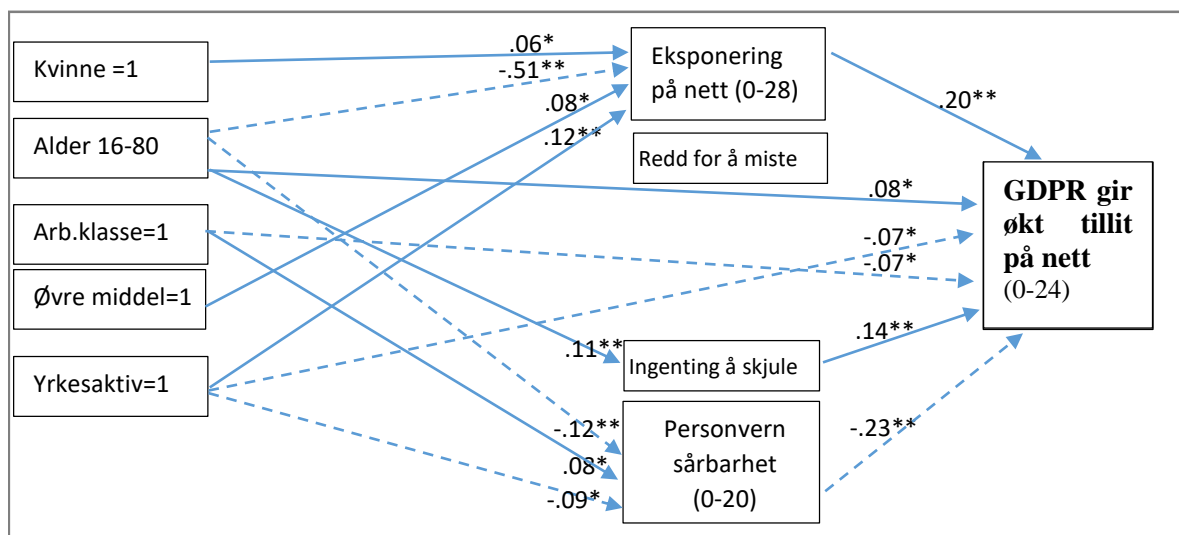 Kvinne =1
Alder 16-80
Arb.klasse=1
Øvre middel=1
Yrkesaktiv=1
.06*
-.51**
.08*
.12**
Eksponering
på nett (0-28)
Redd for å miste
.20**
.08*
-.07*
-.07*
.11**
Ingenting å skjule
.14**
-.12**
.08*
-.09*
Personvern
sårbarhet
(0-20)
-.23**
GDPR gir
økt tillit
på nett
(0-24)